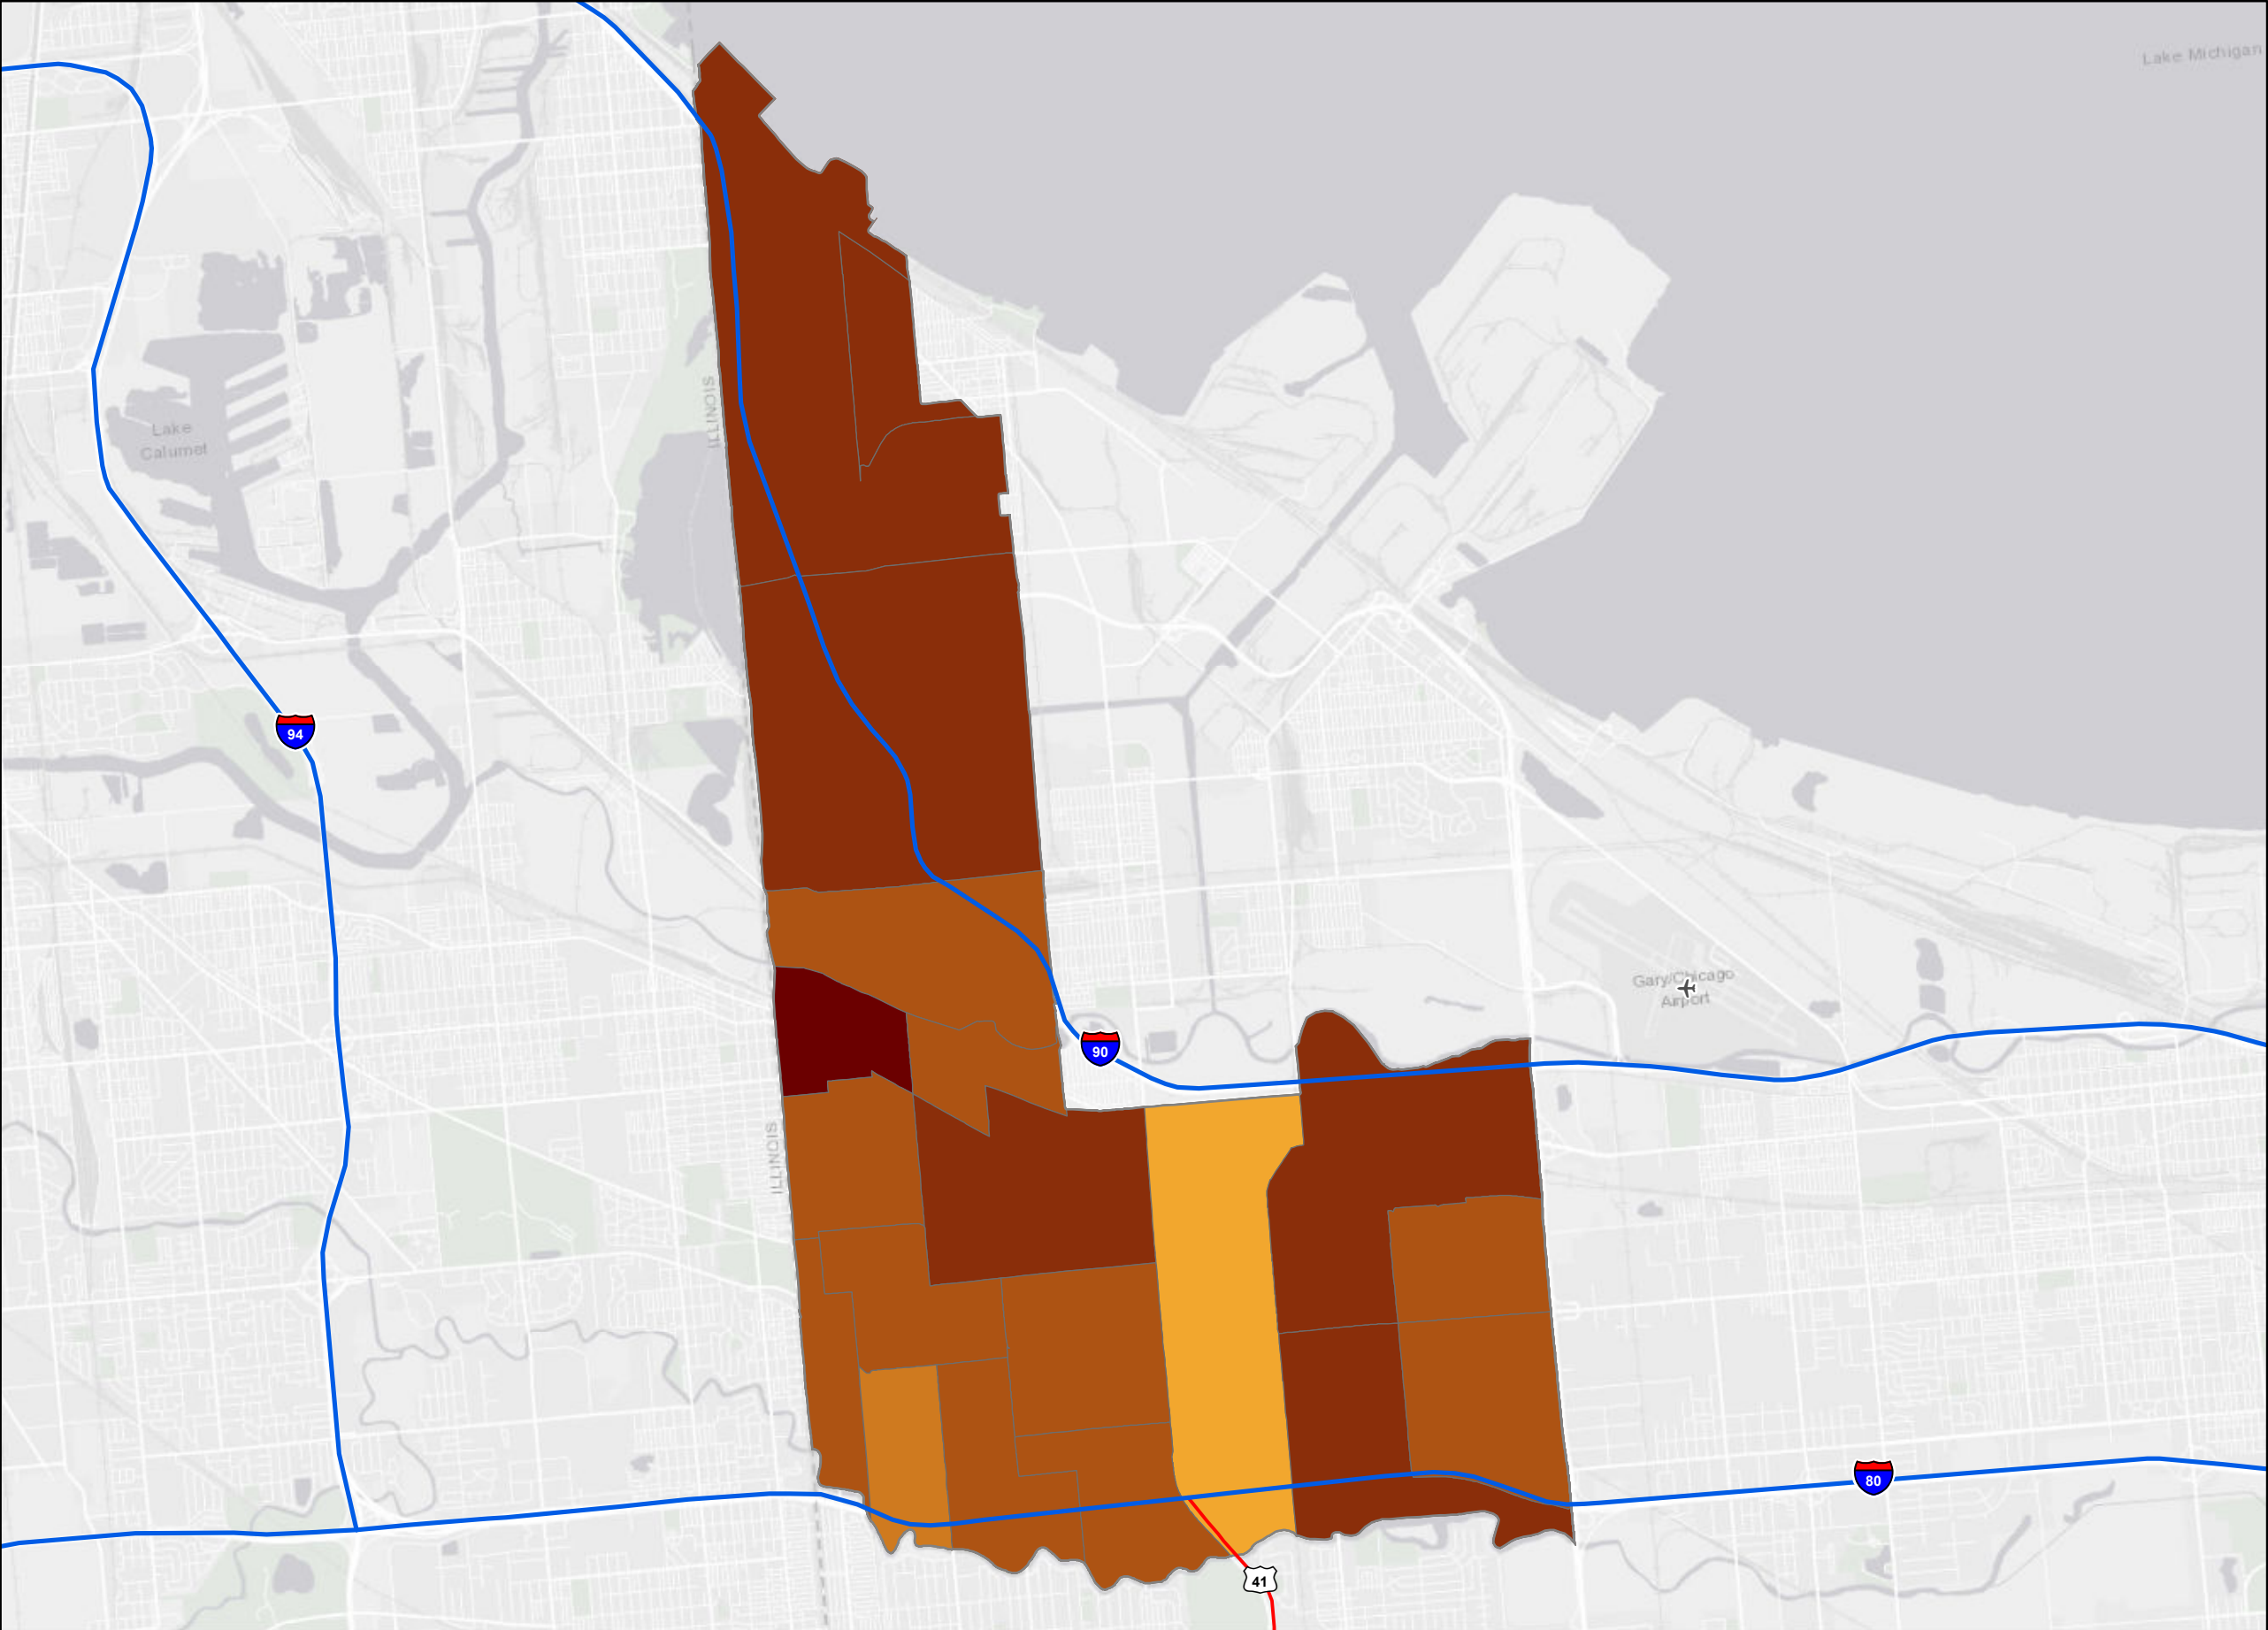 Lake Michigan
ILLINOIS
Lake
Calumet
94
Gary/Chicago
Airport
90
ILLINOIS
80
41